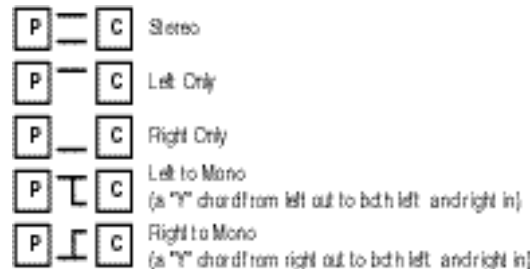 P C Stereo
P C Left Only
P C Right Only
P C Left to Mono
(a "Y" chord from left out to both left and right in)
P C Right to Mono
(a "Y" chord from right out to both left and right in)